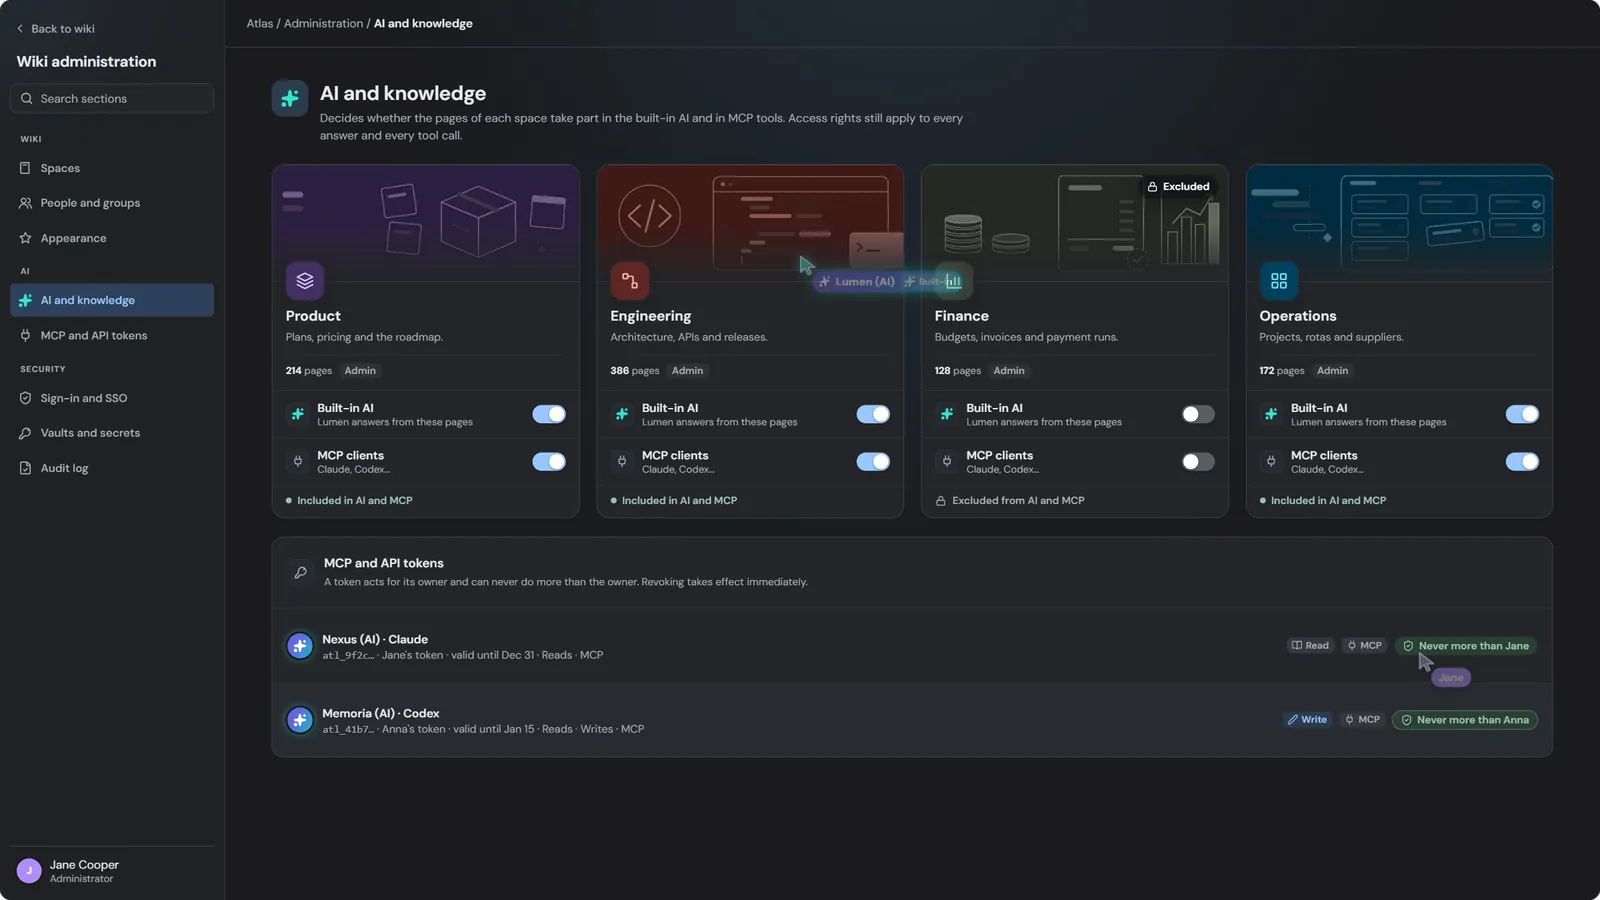 Back to wiki
Wiki administration
Search sections
WIKI
Spaces
People and groups
Appearance
AI
AI and knowledge
MCP and API tokens
SECURITY
Sign-in and SSO
Vaults and secrets
Audit log
J
Jane Cooper
Administrator
Atlas / Administration / AI and knowledge
AI and knowledge
Decides whether the pages of each space take part in the built-in AI and in MCP tools. Access rights still apply to every
answer and every tool call.
Product
Plans, pricing and the roadmap.
214 pages Admin
Built-in AI
Lumen answers from these pages
MCP clients
Claude, Codex…
Included in AI and MCP
Lumen (AI)
Engineering
Architecture, APIs and releases.
386 pages Admin
Built-in AI
Lumen answers from these pages
MCP clients
Claude, Codex…
Included in AI and MCP
Excluded
Finance
Budgets, invoices and payment runs.
128 pages Admin
Built-in AI
Lumen answers from these pages
MCP clients
Claude, Codex…
Excluded from AI and MCP
Operations
Projects, rotas and suppliers.
172 pages Admin
Built-in AI
Lumen answers from these pages
MCP clients
Claude, Codex…
Included in AI and MCP
MCP and API tokens
A token acts for its owner and can never do more than the owner. Revoking takes effect immediately.
Nexus (AI) · Claude
atl_9f2c… · Jane's token · valid until Dec 31 · Reads · MCP
Read MCP Never more than Jane
Jane
Memoria (AI) · Codex
atl_41b7… · Anna's token · valid until Jan 15 · Reads · Writes · MCP
Write MCP Never more than Anna